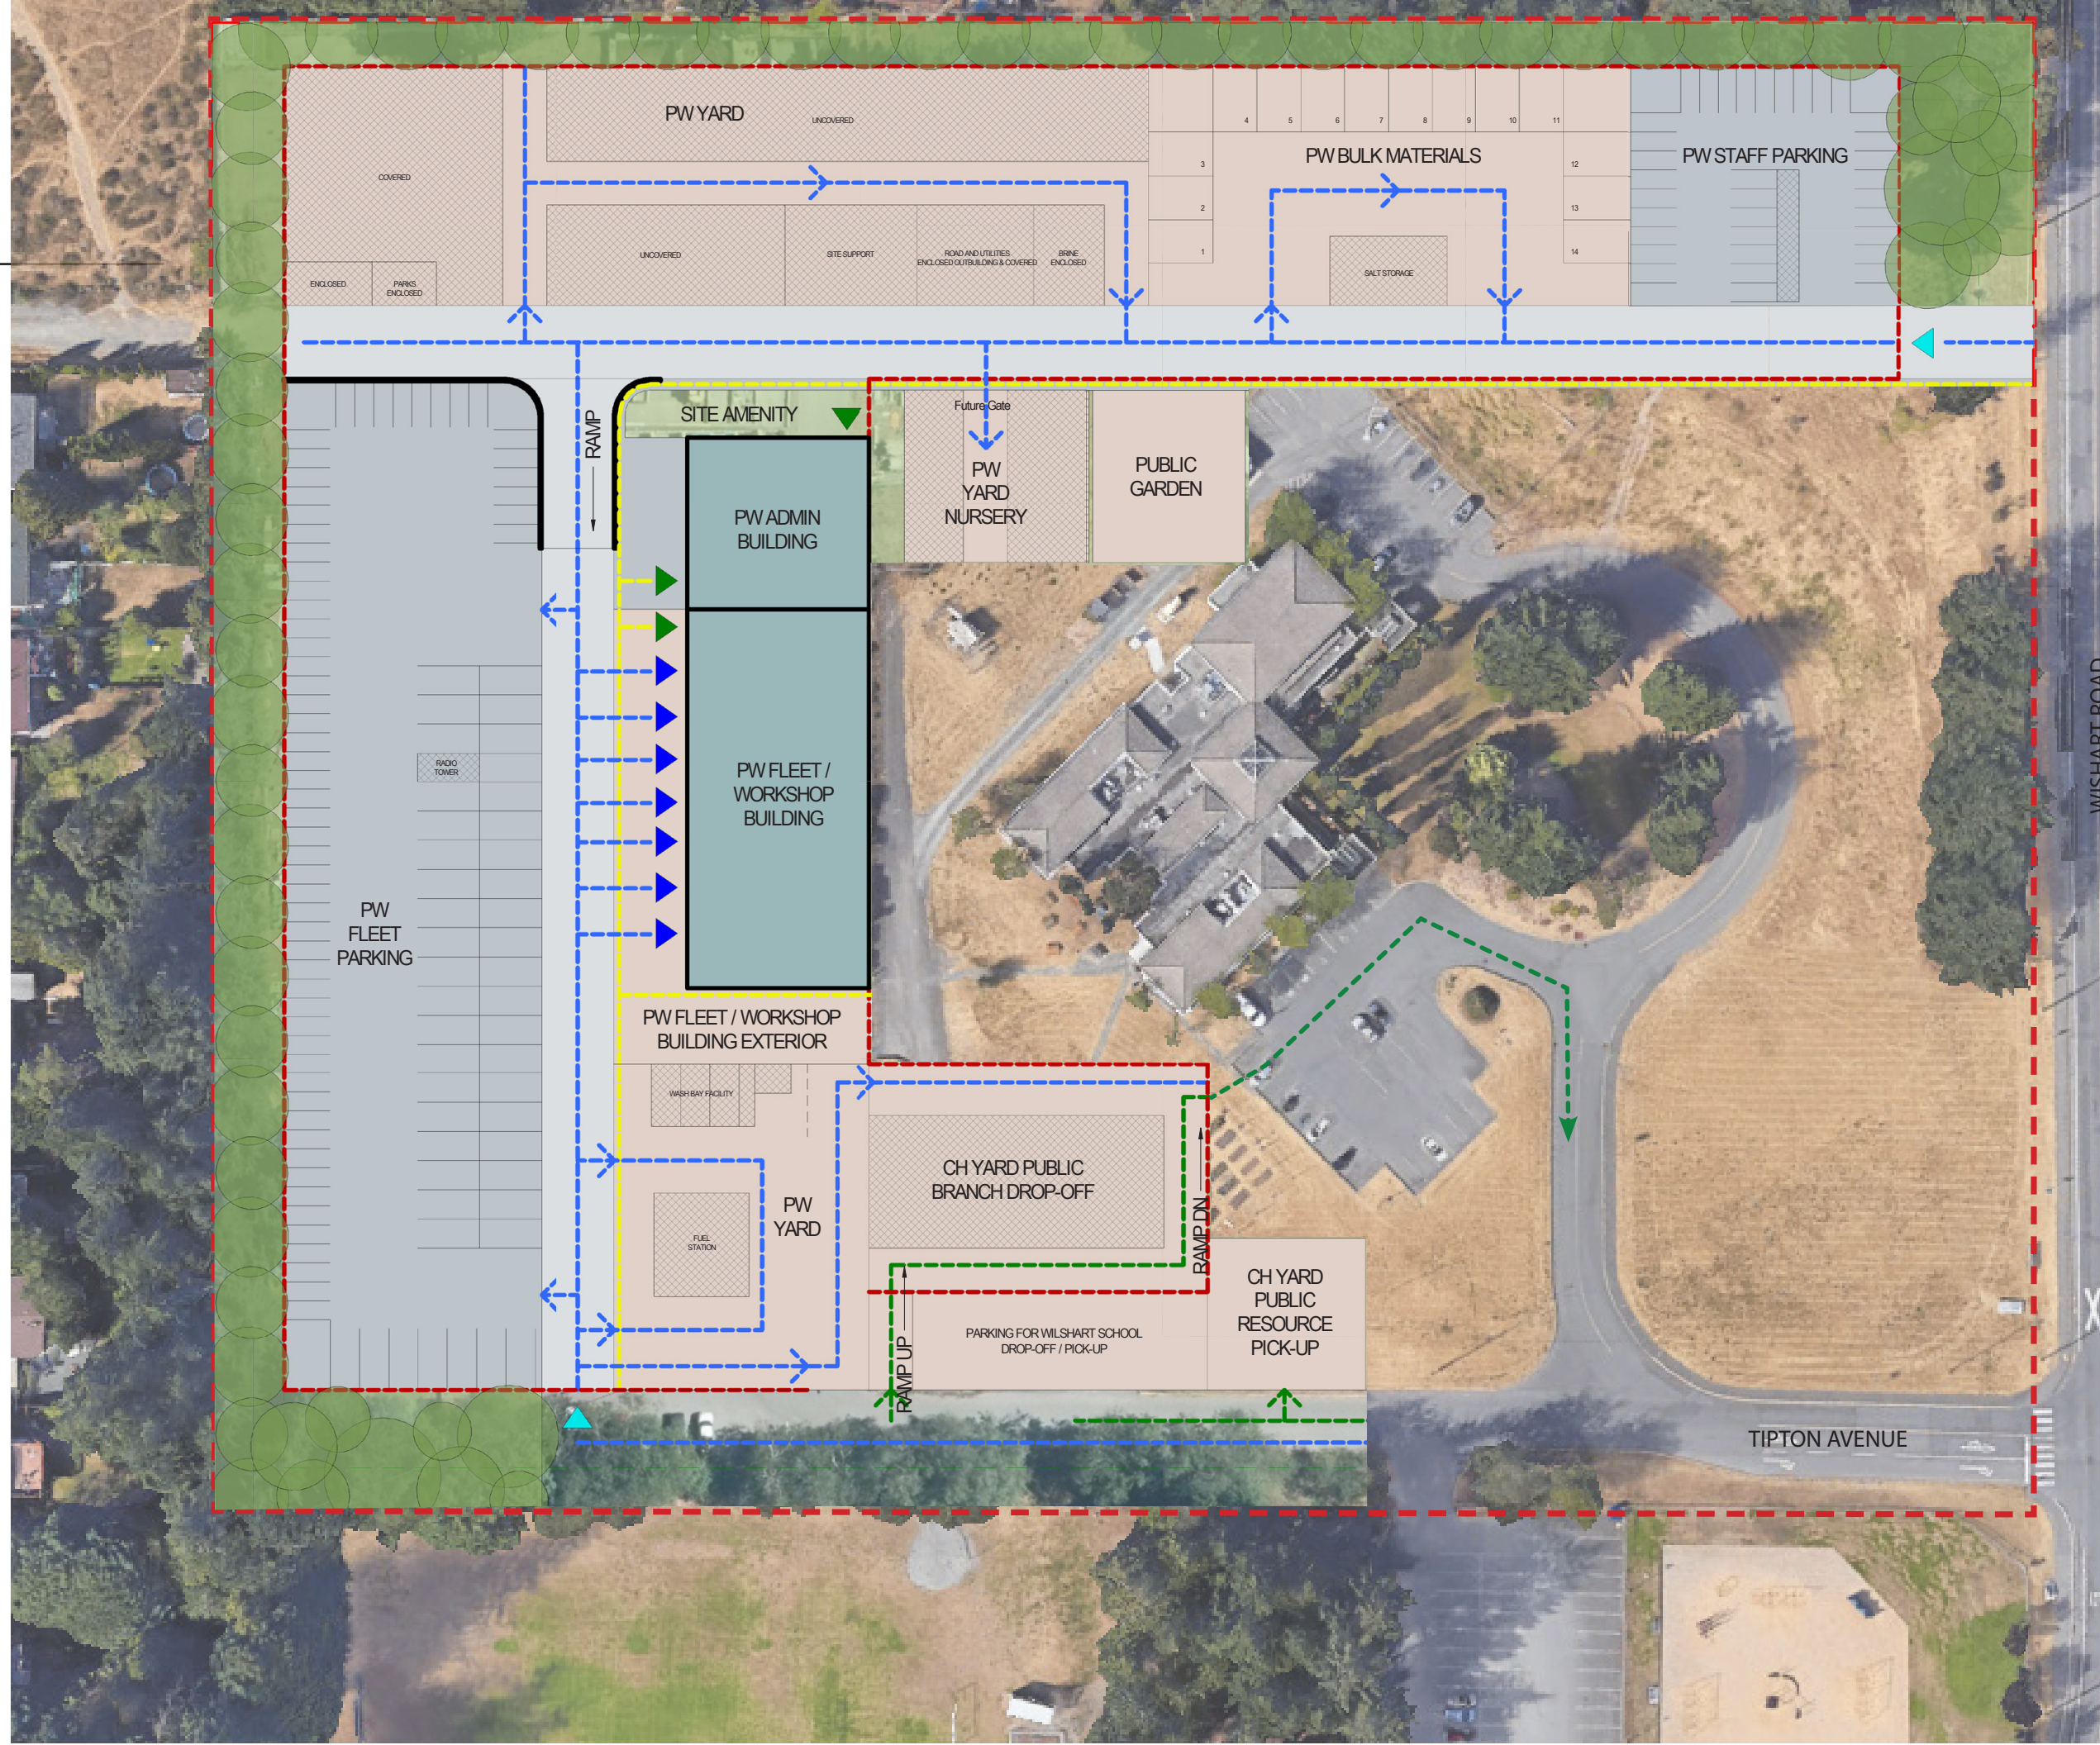 PW YARD
UNCOVERED
4 5 6 7 8 9 10 11
PW BULK MATERIALS
PW STAFF PARKING
3
12
COVERED
2
13
UNCOVERED
SITE SUPPORT
ROAD AND UTILITIES
ENCLOSED OUTBUILDING & COVERED
BRINE
ENCLOSED
1
14
SALT STORAGE
ENCLOSED
PARKS
ENCLOSED
RAMP
SITE AMENITY
Future Gate
PW
YARD
NURSERY
PUBLIC
GARDEN
PW ADMIN
BUILDING
WISHART ROAD
RADIO
TOWER
PW FLEET /
WORKSHOP
BUILDING
PW
FLEET
PARKING
PW FLEET / WORKSHOP
BUILDING EXTERIOR
WASH BAY FACILITY
CH YARD PUBLIC
BRANCH DROP-OFF
PW
YARD
FUEL
STATION
RAMP DN
CH YARD
PUBLIC
RESOURCE
PICK-UP
RAMP UP
PARKING FOR WILSHART SCHOOL
DROP-OFF / PICK-UP
TIPTON AVENUE